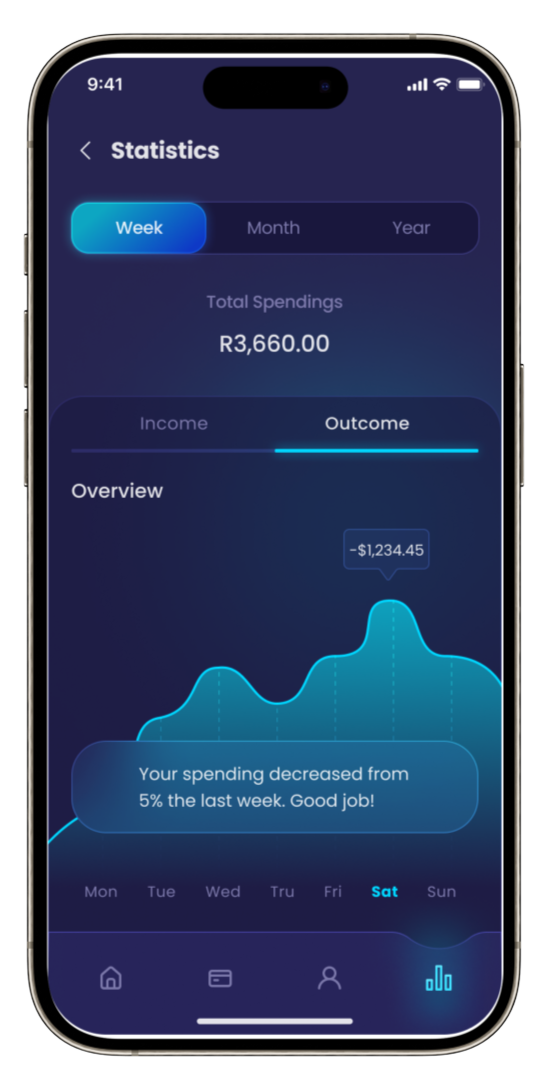 9:41
Statistics
Week Month Year
Total Spendings
R3,660.00
Income Outcome
Overview
-$1,234.45
Your spending decreased from
5% the last week. Good job!
Mon Tue Wed Tru Fri Sat Sun